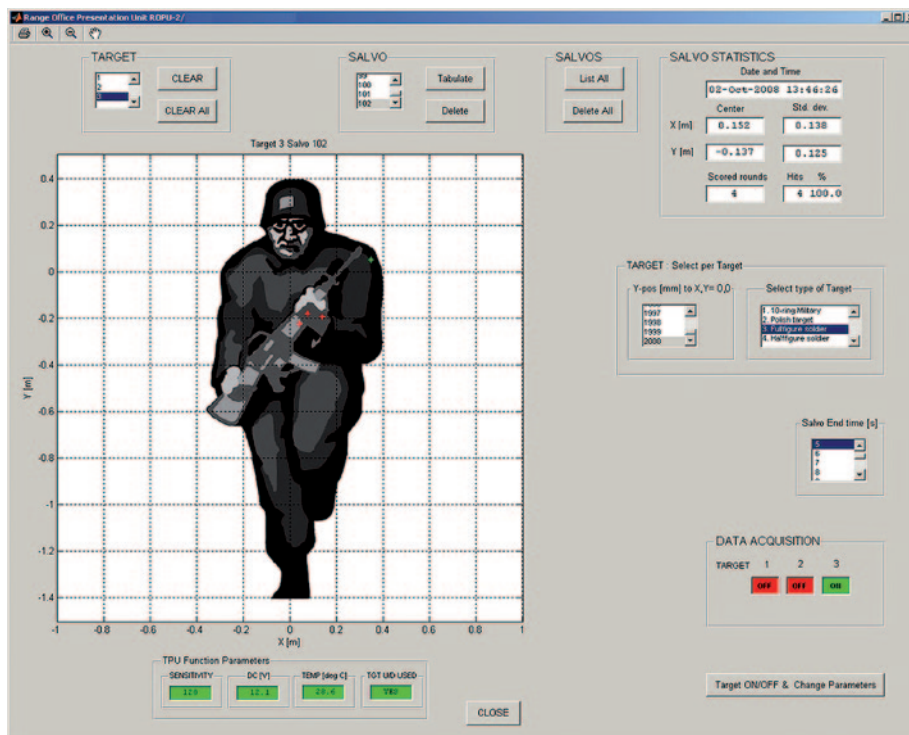 Range Office Presentation Unit ROPU-2/
TARGET
1
2
3
CLEAR
CLEAR All
SALVO
99
100
101
102
Tabulate
Delete
SALVOS
List All
Delete All
SALVO STATISTICS
Date and Time
02-Oct-2008 13:46:26
Center
Std. dev.
X [m]
0.152
0.138
Y [m]
-0.137
0.125
Scored rounds
Hits %
4
4 100.0
Target 3 Salvo 102
0.4
0.2
0
-0.2
-0.4
-0.6
-0.8
-1
-1.2
-1.4
Y [m]
-1 -0.8 -0.6 -0.4 -0.2 0 0.2 0.4 0.6 0.8 1
X [m]
TARGET : Select per Target
Y-pos [mm] to X,Y= 0,0
1997
1998
1999
2000
Select type of Target
1. 10-ring Military
2. Polish target
3. Fullfigure soldier
4. Halffigure soldier
Salvo End time [s]
5
6
7
8
DATA ACQUISITION
TARGET 1 2 3
OFF OFF ON
TPU Function Parameters
SENSITIVITY
120
DC [V]
12.1
TEMP [deg C]
20.6
TGT U/D USED
YES
CLOSE
Target ON/OFF & Change Parameters